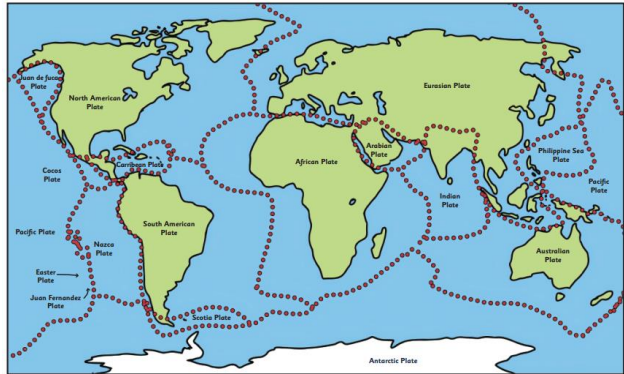 Juan de fuca
Plate
North American
Plate
Eurasian Plate
Carribean Plate
African Plate
Arabian
Plate
Philippine Sea
Plate
Cocos
Plate
Indian
Plate
Pacific
Plate
Pacific Plate
Nazca
Plate
South American
Plate
Australian
Plate
Easter
Plate
Juan Fernandez
Plate
Scotia Plate
Antarctic Plate